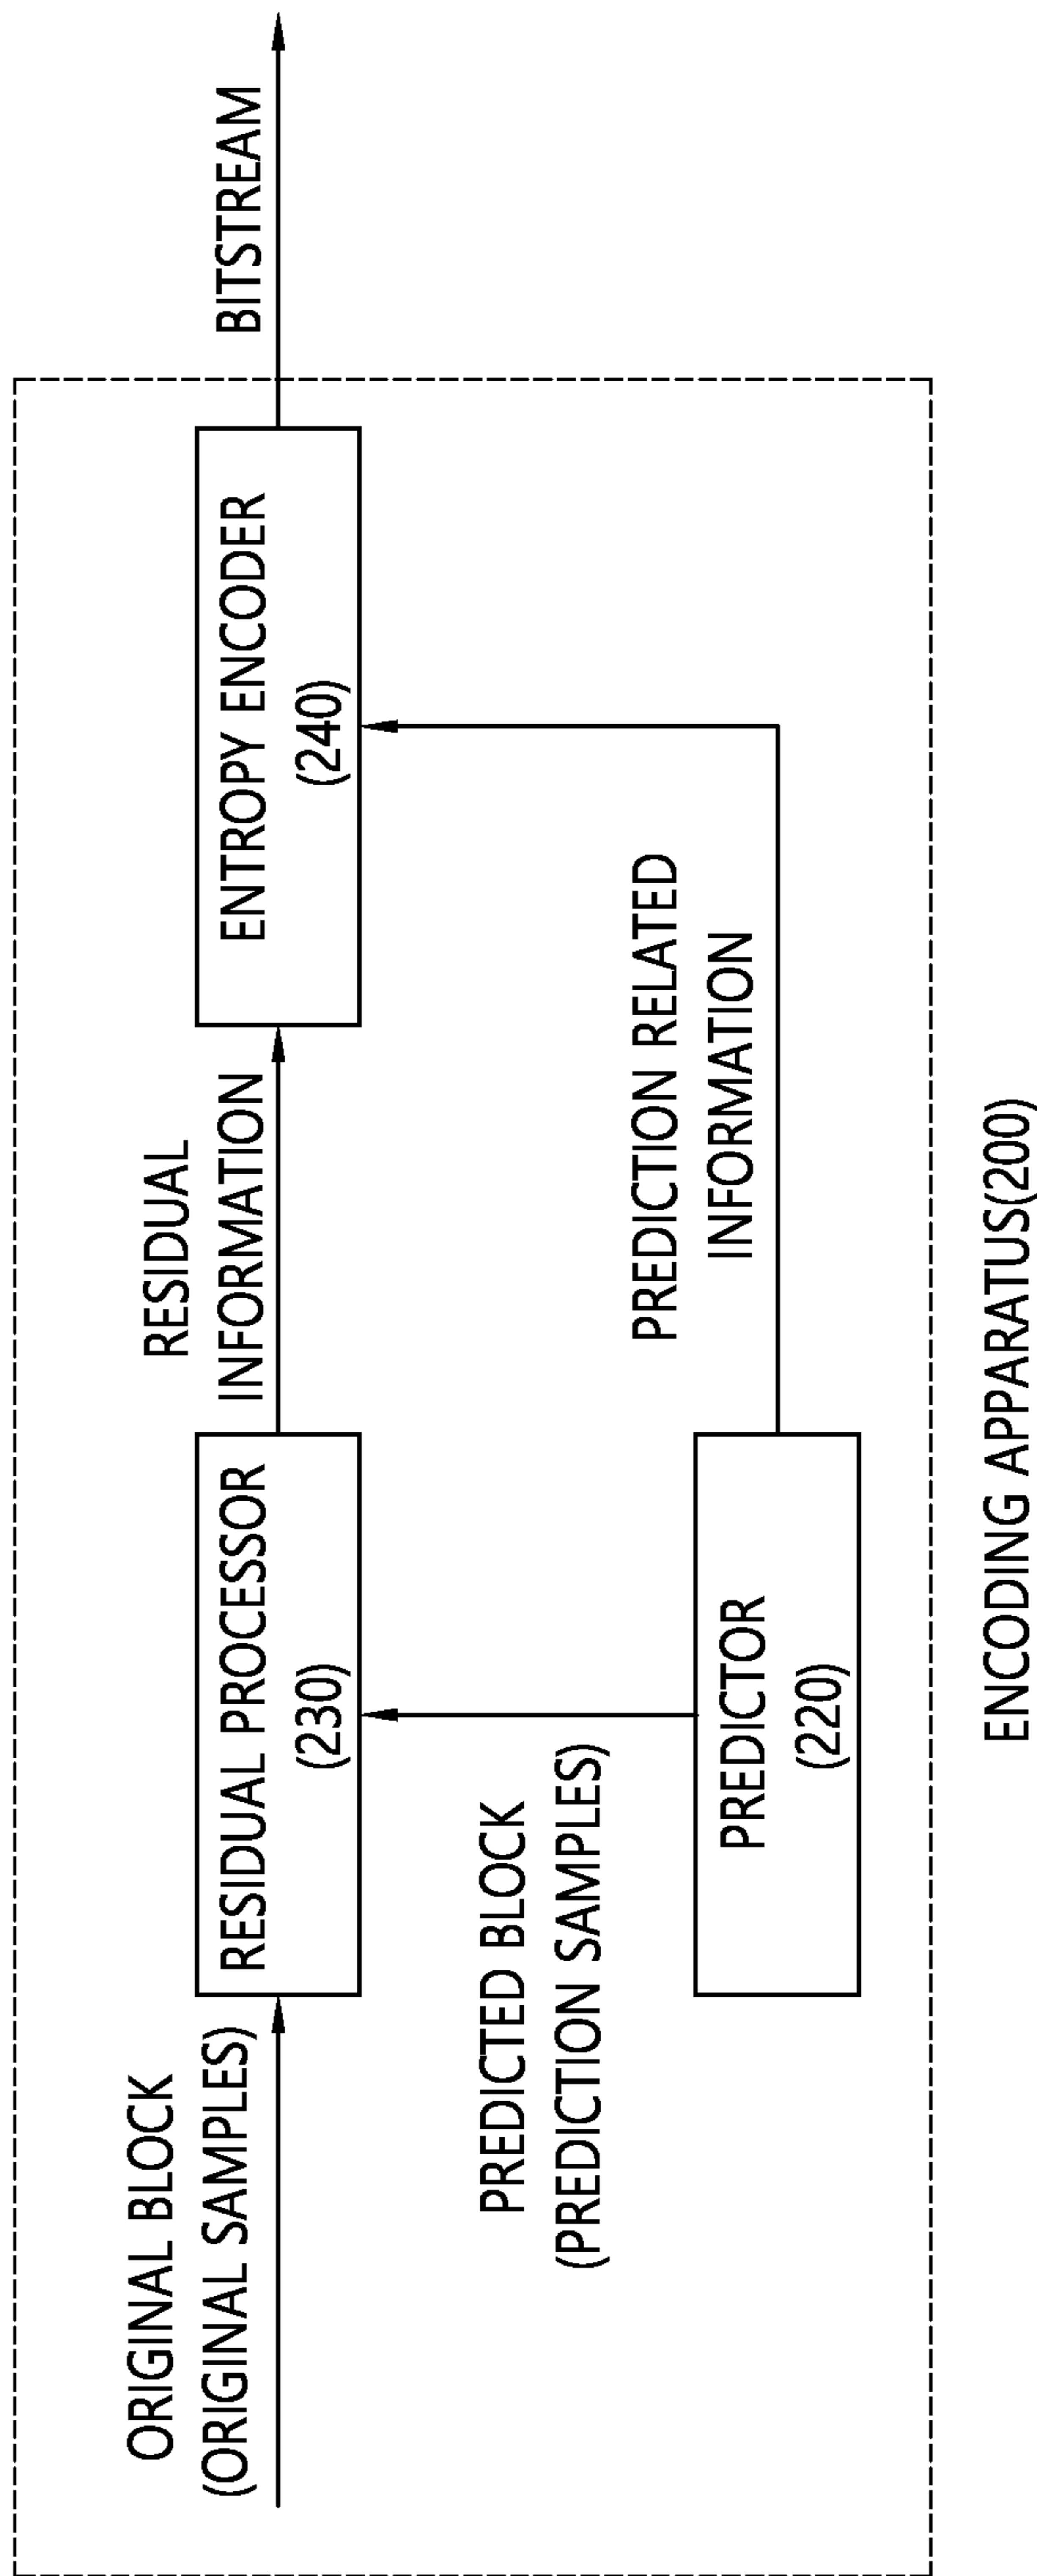 ORIGINAL BLOCK
(ORIGINAL SAMPLES)
RESIDUAL PROCESSOR
(230)
RESIDUAL
INFORMATION
ENTROPY ENCODER
(240)
BITSTREAM
PREDICTED BLOCK
(PREDICTION SAMPLES)
PREDICTOR
(220)
PREDICTION RELATED
INFORMATION
ENCODING APPARATUS(200)